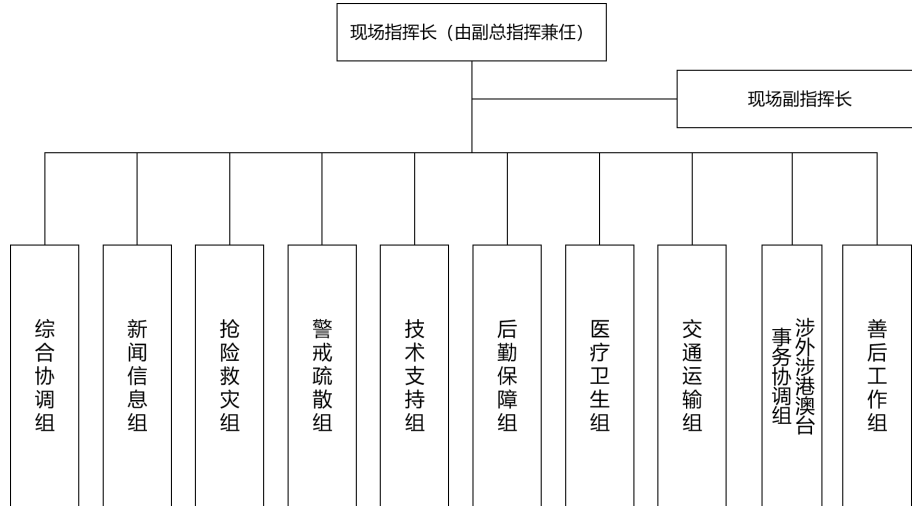 现场指挥长（由副总指挥兼任）
现场副指挥长
综合协调组
新闻信息组
抢险救灾组
警戒疏散组
技术支持组
后勤保障组
医疗卫生组
交通运输组
涉外涉港澳台
事务协调组
善后工作组